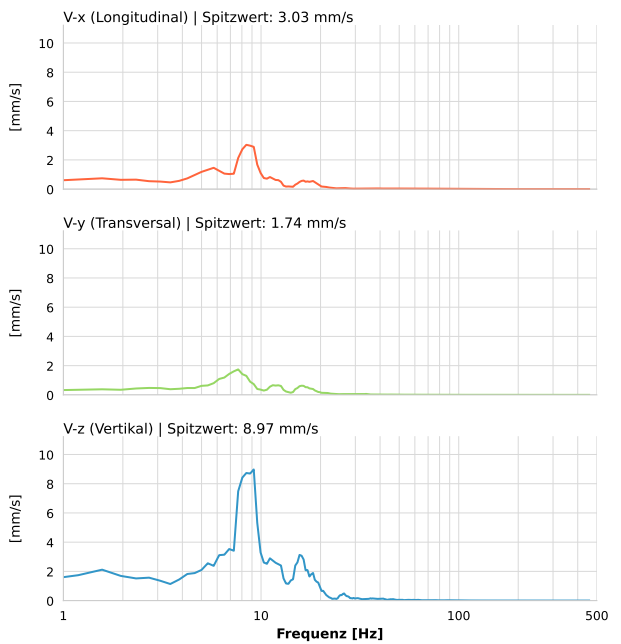 V-x (Longitudinal) | Spitzwert: 3.03 mm/s
10
8
6
4
2
0
[mm/s]
V-y (Transversal) | Spitzwert: 1.74 mm/s
10
8
6
4
2
0
[mm/s]
V-z (Vertikal) | Spitzwert: 8.97 mm/s
10
8
6
4
2
0
[mm/s]
1 10 100 500
Frequenz [Hz]